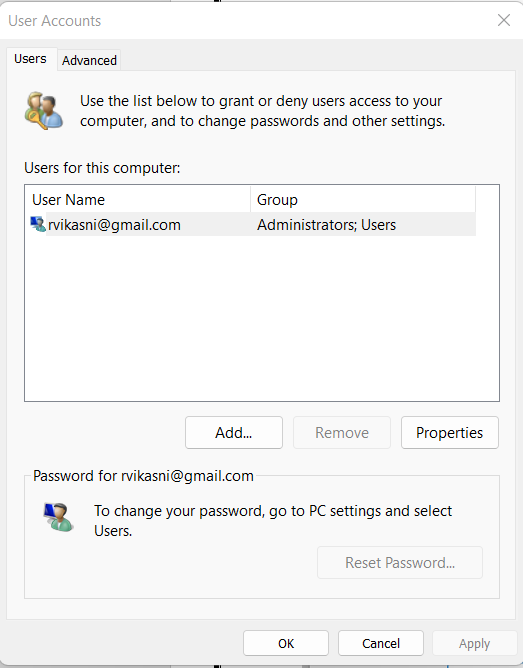 User Accounts
Users
Advanced
Use the list below to grant or deny users access to your
computer, and to change passwords and other settings.
Users for this computer:
User Name Group
rvikasni@gmail.com Administrators; Users
Add... Remove Properties
Password for rvikasni@gmail.com
To change your password, go to PC settings and select
Users.
Reset Password...
OK Cancel Apply